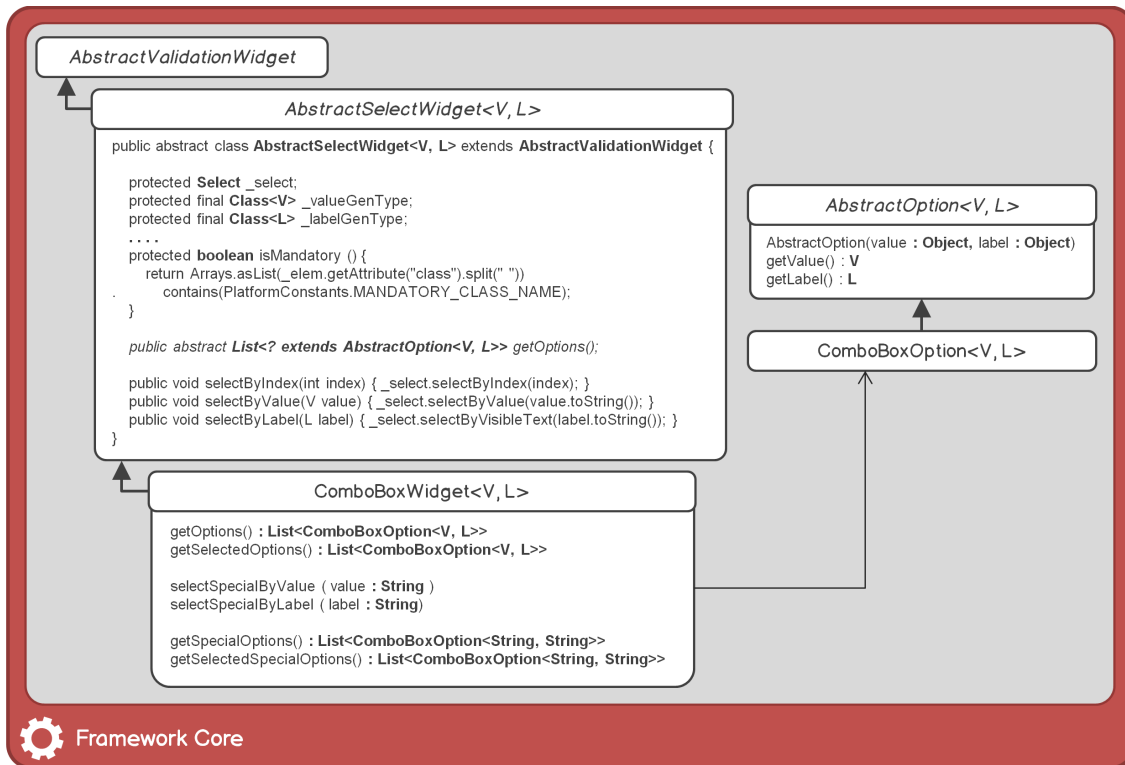 AbstractValidationWidget
AbstractSelectWidget<V, L>
public abstract class AbstractSelectWidget<V, L> extends AbstractValidationWidget {
protected Select _select;
protected final Class<V> _valueGenType;
protected final Class<L> _labelGenType;
. . . .
protected boolean isMandatory () {
return Arrays.asList(_elem.getAttribute("class").split(" "))
. contains(PlatformConstants.MANDATORY_CLASS_NAME);
}
public abstract List<? extends AbstractOption<V, L>> getOptions();
public void selectByIndex(int index) { _select.selectByIndex(index); }
public void selectByValue(V value) { _select.selectByValue(value.toString()); }
public void selectByLabel(L label) { _select.selectByVisibleText(label.toString()); }
}
AbstractOption<V, L>
AbstractOption(value : Object, label : Object)
getValue() : V
getLabel() : L
ComboBoxOption<V, L>
ComboBoxWidget<V, L>
getOptions() : List<ComboBoxOption<V, L>>
getSelectedOptions() : List<ComboBoxOption<V, L>>
selectSpecialByValue ( value : String )
selectSpecialByLabel ( label : String)
getSpecialOptions() : List<ComboBoxOption<String, String>>
getSelectedSpecialOptions() : List<ComboBoxOption<String, String>>
Framework Core